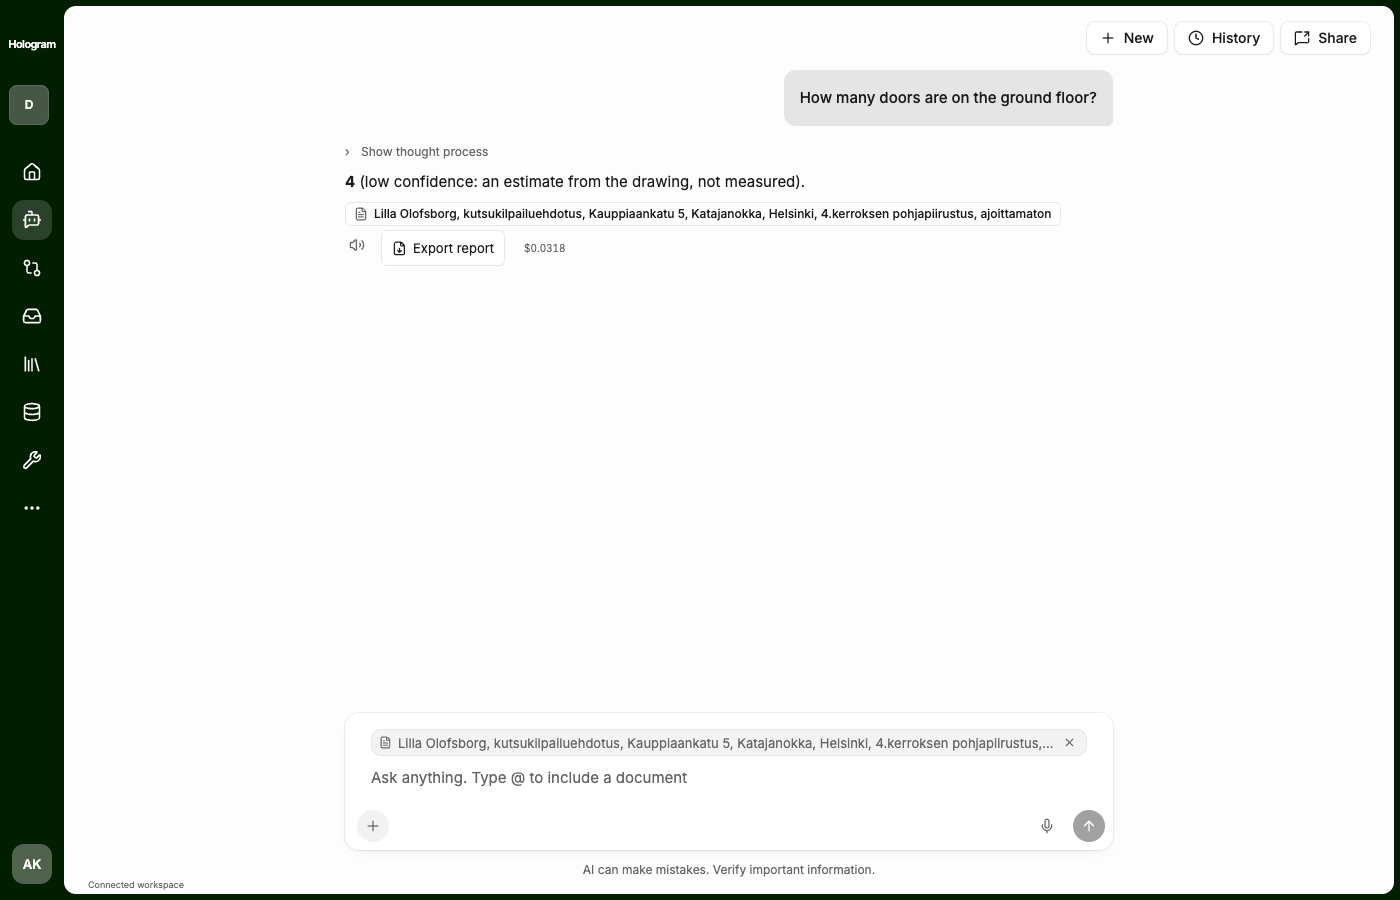 Hologram
New
History
Share
D
How many doors are on the ground floor?
Show thought process
4 (low confidence: an estimate from the drawing, not measured).
Lilla Olofsborg, kutsukilpailuehdotus, Kauppiaankatu 5, Katajanokka, Helsinki, 4.kerroksen pohjapiirustus, ajoittamaton
Export report
$0.0318
Lilla Olofsborg, kutsukilpailuehdotus, Kauppiaankatu 5, Katajanokka, Helsinki, 4.kerroksen pohjapiirustus,...
Ask anything. Type @ to include a document
AK
AI can make mistakes. Verify important information.
Connected workspace